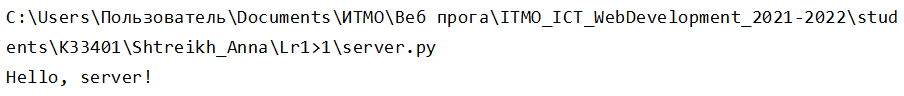 C:\Users\Пользователь\Documents\ИТМО\Веб прога\ITMO_ICT_WebDevelopment_2021-2022\stud
ents\K33401\Shtreikh_Anna\Lr1>1\server.py
Hello, server!